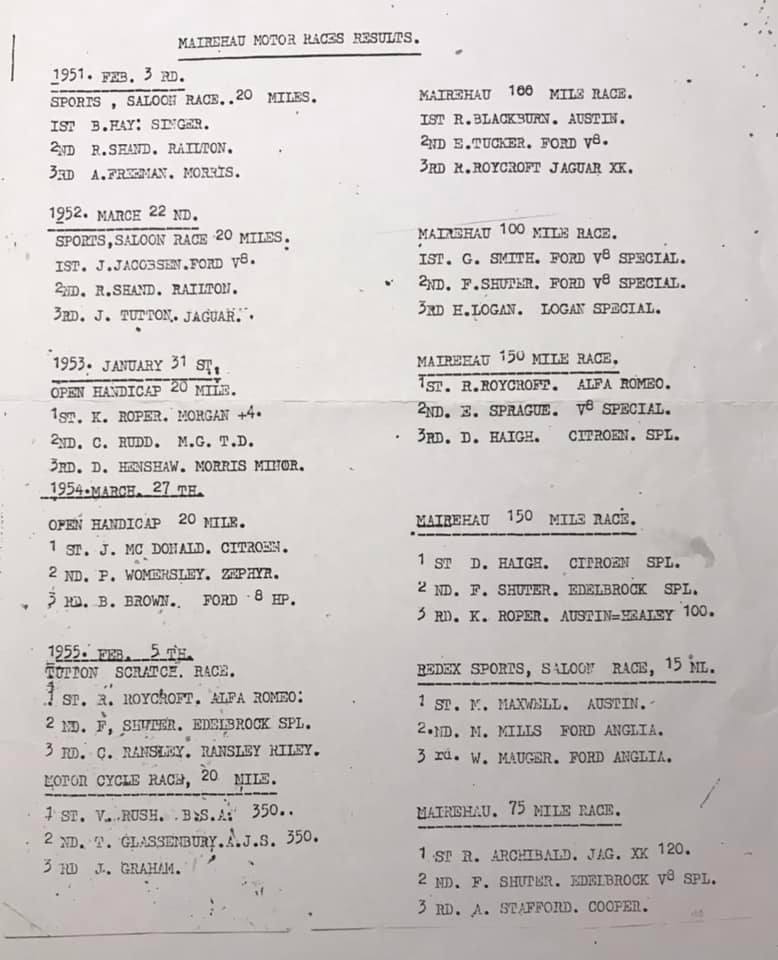 MAIREHAU MOTOR RACES RESULTS.
1951. FEB. 3 RD.
SPORTS , SALOON RACE..20 MILES.
IST B.HAY: SINGER.
2ND R.SHAND. RAILTON.
3RD A.FREEMAN. MORRIS.
MAIREHAU 100 MILE RACE.
IST R.BLACKBURN. AUSTIN.
2ND E.TUCKER. FORD V8.
3RD R.ROYCROFT JAGUAR XK.
1952. MARCH 22 ND.
SPORTS,SALOON RACE 20 MILES.
IST. J.JACOBSEN.FORD V8.
2ND. R.SHAND. RAILTON.
3RD. J. TUTTON. JAGUAR.
MAIREHAU 100 MILE RACE.
IST. G. SMITH. FORD V8 SPECIAL.
2ND. F.SHUTER. FORD V8 SPECIAL.
3RD H.LOGAN. LOGAN SPECIAL.
1953. JANUARY 31 ST.
OPEN HANDICAP 20 MILE.
1ST. K. ROPER. MORGAN +4.
2ND. C. RUDD. M.G. T.D.
3RD. D. HENSHAW. MORRIS MINOR.
MAIREHAU 150 MILE RACE.
1ST. R.ROYCROFT. ALFA ROMEO.
2ND. E. SPRAGUE. V8 SPECIAL.
3RD. D. HAIGH. CITROEN. SPL.
1954.MARCH. 27 TH.
OPEN HANDICAP 20 MILE.
1 ST. J. MC DONALD. CITROEN.
2 ND. P. WOMERSLEY. ZEPHYR.
3 RD. B. BROWN. FORD 8 HP.
MAIREHAU 150 MILE RACE.
1 ST D. HAIGH. CITROEN SPL.
2 ND. F. SHUTER. EDELBROCK SPL.
3 RD. K. ROPER. AUSTIN=HEALEY 100.
1955. FEB. 5 TH.
TUTTON SCRATCH. RACE.
1 ST. R. ROYCROFT. ALFA ROMEO:
2 ND. F, SHUTER. EDELBROCK SPL.
3 RD. C. RANSLEY. RANSLEY RILEY.
MOTOR CYCLE RACE, 20 MILE.
1 ST. V. RUSH. B.S.A. 350..
2 ND. T. GLASSENBURY.A.J.S. 350.
3 RD J. GRAHAM.
REDEX SPORTS, SALOON RACE, 15 ML.
1 ST. M. MAXWELL. AUSTIN.
2.ND. M. MILLS FORD ANGLIA.
3 rd. W. MAUGER. FORD ANGLIA.
MAIREHAU. 75 MILE RACE.
1 ST R. ARCHIBALD. JAG. XK 120.
2 ND. F. SHUTER. EDELBROCK V8 SPL.
3 RD. A. STAFFORD. COOPER.